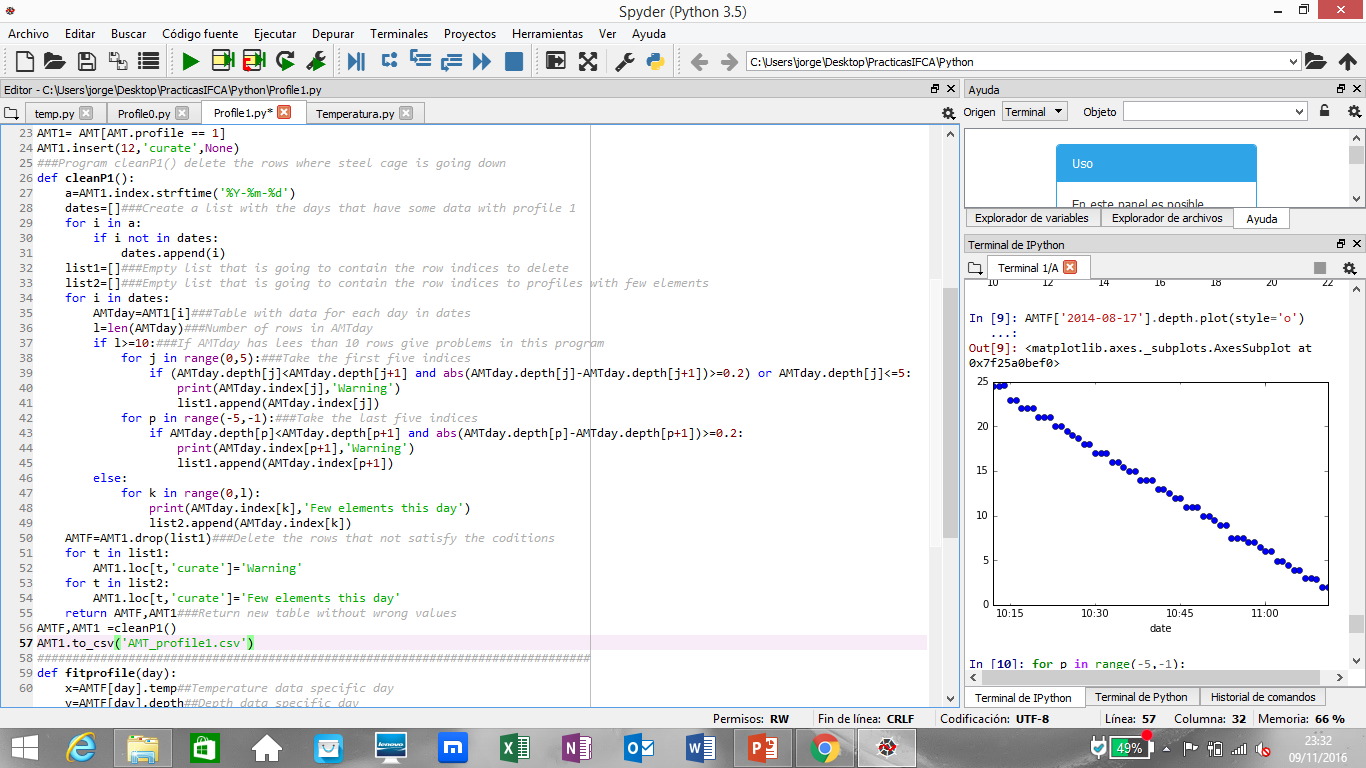 Spyder (Python 3.5)
Archivo Editar Buscar Código fuente Ejecutar Depurar Terminales Proyectos Herramientas Ver Ayuda
C:\Users\jorge\Desktop\PracticasIFCA\Python
Editor - C:\Users\jorge\Desktop\PracticasIFCA\Python\Profile1.py
temp.py Profile0.py Profile1.py* Temperatura.py
23 AMT1= AMT[AMT.profile == 1]
24 AMT1.insert(12,'curate',None)
25 ###Program cleanP1() delete the rows where steel cage is going down
26 def cleanP1():
27 a=AMT1.index.strftime('%Y-%m-%d')
28 dates=[]###Create a list with the days that have some data with profile 1
29 for i in a:
30 if i not in dates:
31 dates.append(i)
32 list1=[]###Empty list that is going to contain the row indices to delete
33 list2=[]###Empty list that is going to contain the row indices to profiles with few elements
34 for i in dates:
35 AMTday=AMT1[i]###Table with data for each day in dates
36 l=len(AMTday)###Number of rows in AMTday
37 if l>=10:###If AMTday has lees than 10 rows give problems in this program
38 for j in range(0,5):###Take the first five indices
39 if (AMTday.depth[j]<AMTday.depth[j+1] and abs(AMTday.depth[j]-AMTday.depth[j+1])>=0.2) or AMTday.depth[j]<=5:
40 print(AMTday.index[j],'Warning')
41 list1.append(AMTday.index[j])
42 for p in range(-5,-1):###Take the last five indices
43 if AMTday.depth[p]<AMTday.depth[p+1] and abs(AMTday.depth[p]-AMTday.depth[p+1])>=0.2:
44 print(AMTday.index[p+1],'Warning')
45 list1.append(AMTday.index[p+1])
46 else:
47 for k in range(0,l):
48 print(AMTday.index[k],'Few elements this day')
49 list2.append(AMTday.index[k])
50 AMTF=AMT1.drop(list1)###Delete the rows that not satisfy the coditions
51 for t in list1:
52 AMT1.loc[t,'curate']='Warning'
53 for t in list2:
54 AMT1.loc[t,'curate']='Few elements this day'
55 return AMTF,AMT1###Return new table without wrong values
56 AMTF,AMT1 =cleanP1()
57 AMT1.to_csv('AMT_profile1.csv')
58 ###############################################################################
59 def fitprofile(day):
60 x=AMTF[day].temp##Temperature data specific day
y=AMTF[day].depth##Depth data specific day
Ayuda
Origen Terminal Objeto
Uso
En este panel es posible
Explorador de variables Explorador de archivos Ayuda
Terminal de IPython
Terminal 1/A
10 12 14 16 18 20 22
In [9]: AMTF['2014-08-17'].depth.plot(style='o')
...:
Out[9]: <matplotlib.axes._subplots.AxesSubplot at
0x7f25a0bef0>
25
20
15
10
5
0
10:15 10:30 10:45 11:00
date
In [10]: for p in range(-5,-1):
Terminal de IPython Terminal de Python Historial de comandos
Permisos: RW Fin de línea: CRLF Codificación: UTF-8 Línea: 57 Columna: 32 Memoria: 66 %
lenovo
49%
23:32
09/11/2016